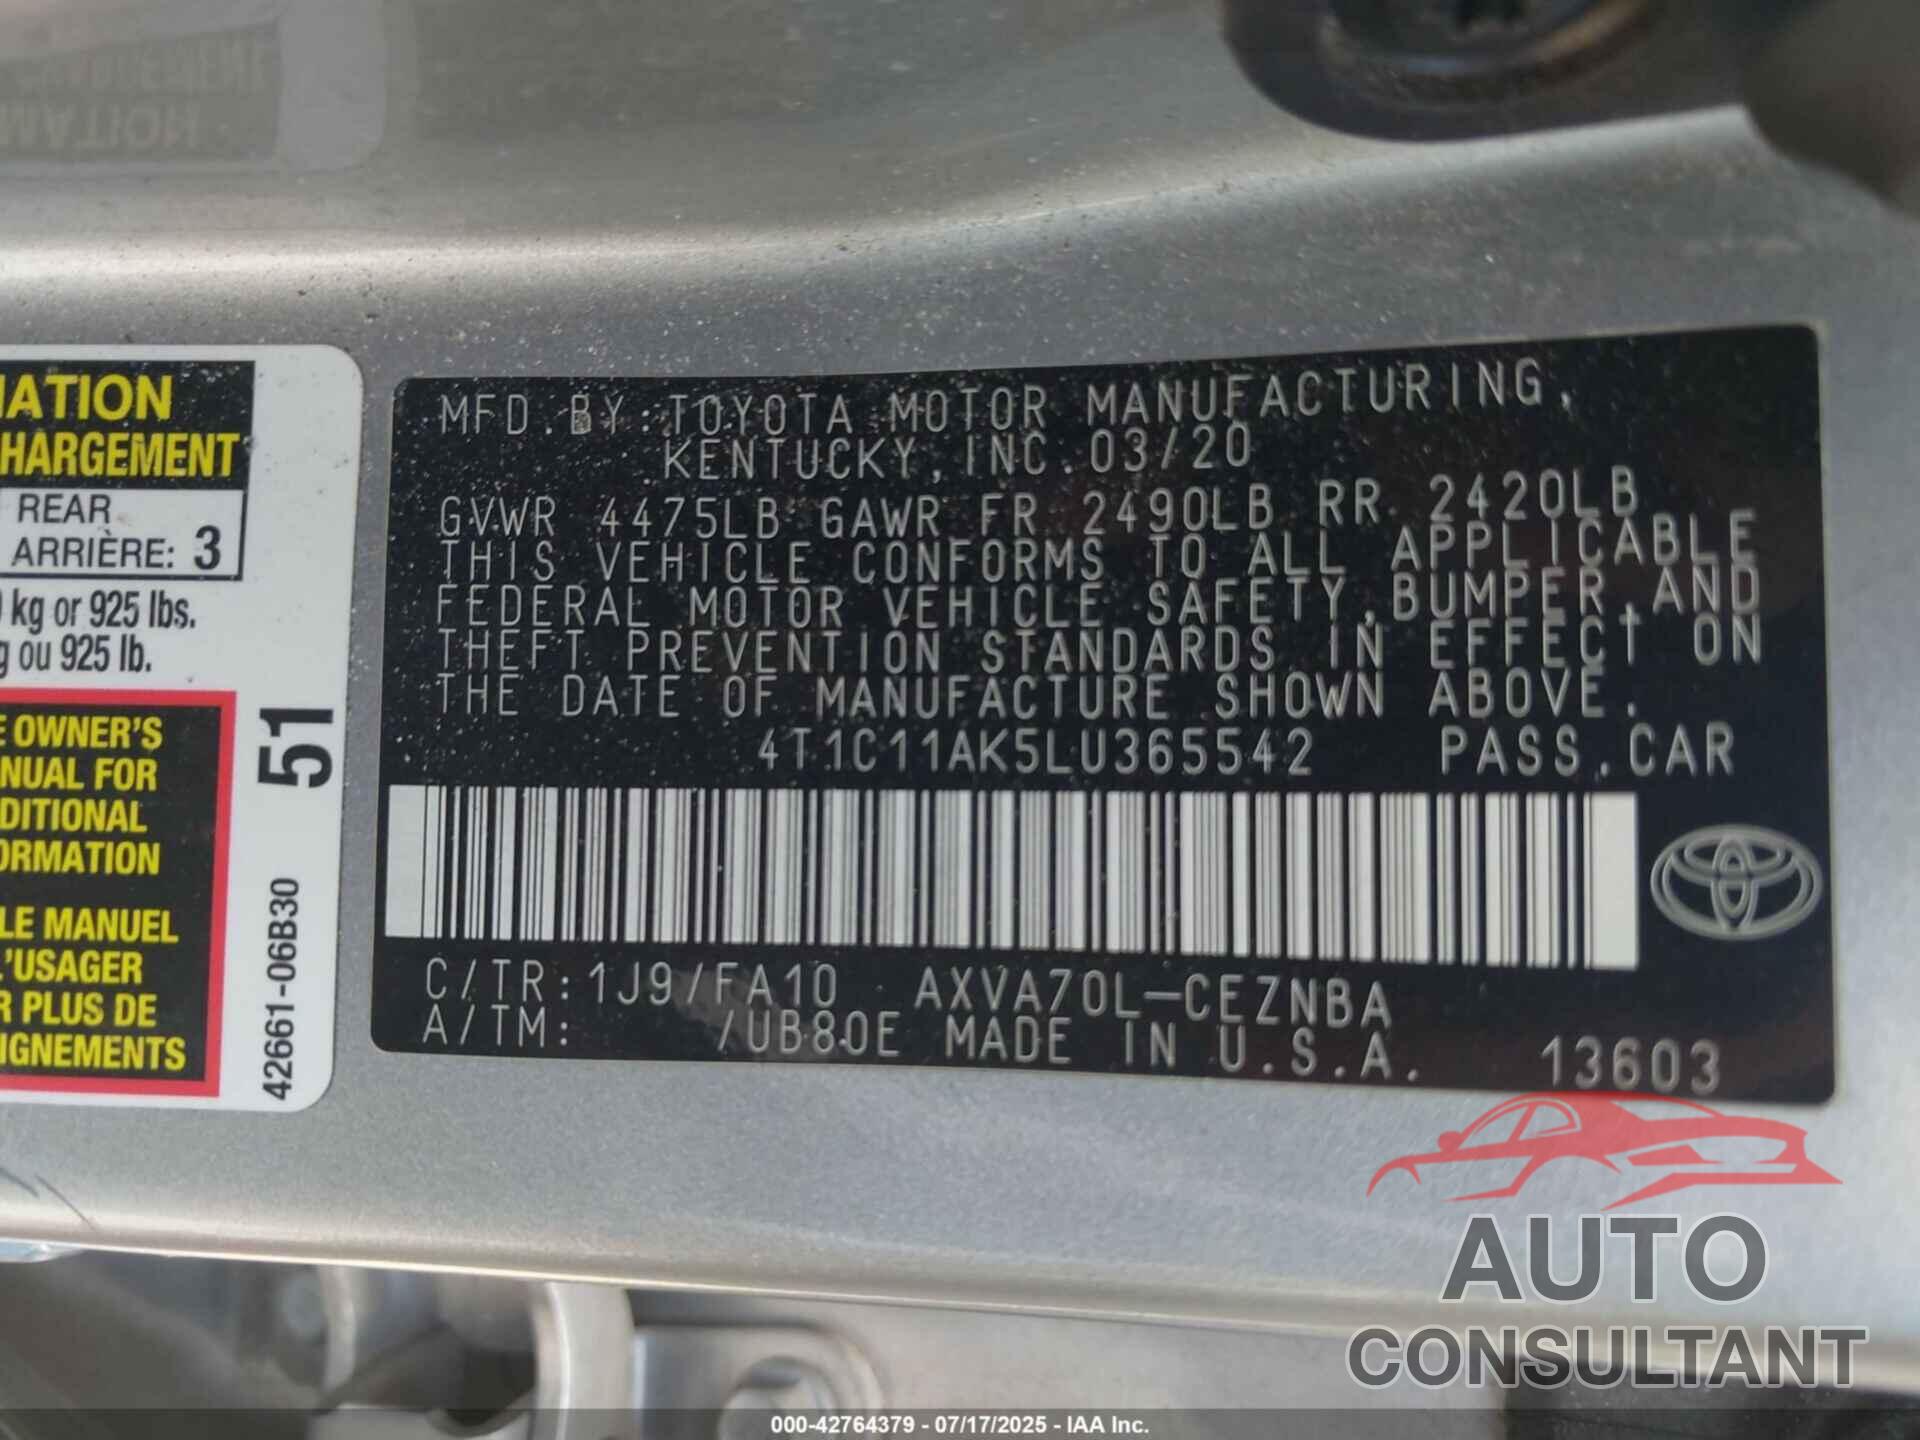 MATION
CHARGEMENT
MATION
HARGEMENT
REAR
ARRIÈRE: 3
kg or 925 lbs.
ou 925 lb.
OWNER'S
NUAL FOR
DITIONAL
ORMATION
LE MANUEL
L'USAGER
R PLUS DE
IGNEMENTS
51
42661-06B30
MFD.BY:TOYOTA MOTOR MANUFACTURING,
KENTUCKY,INC.03/20
GVWR 4475LB GAWR FR 2490LB RR 2420LB
THIS VEHICLE CONFORMS TO ALL APPLICABLE
FEDERAL MOTOR VEHICLE SAFETY,BUMPER,AND
THEFT PREVENTION STANDARDS IN EFFECT ON
THE DATE OF MANUFACTURE SHOWN ABOVE.
4T1C11AK5LU365542 PASS.CAR
C/TR:1J9/FA10 AXVA70L-CEZNBA
A/TM: /UB80E MADE IN U.S.A. 13603
AUTO
CONSULTANT
000-42764379 - 07/17/2025 - IAA Inc.